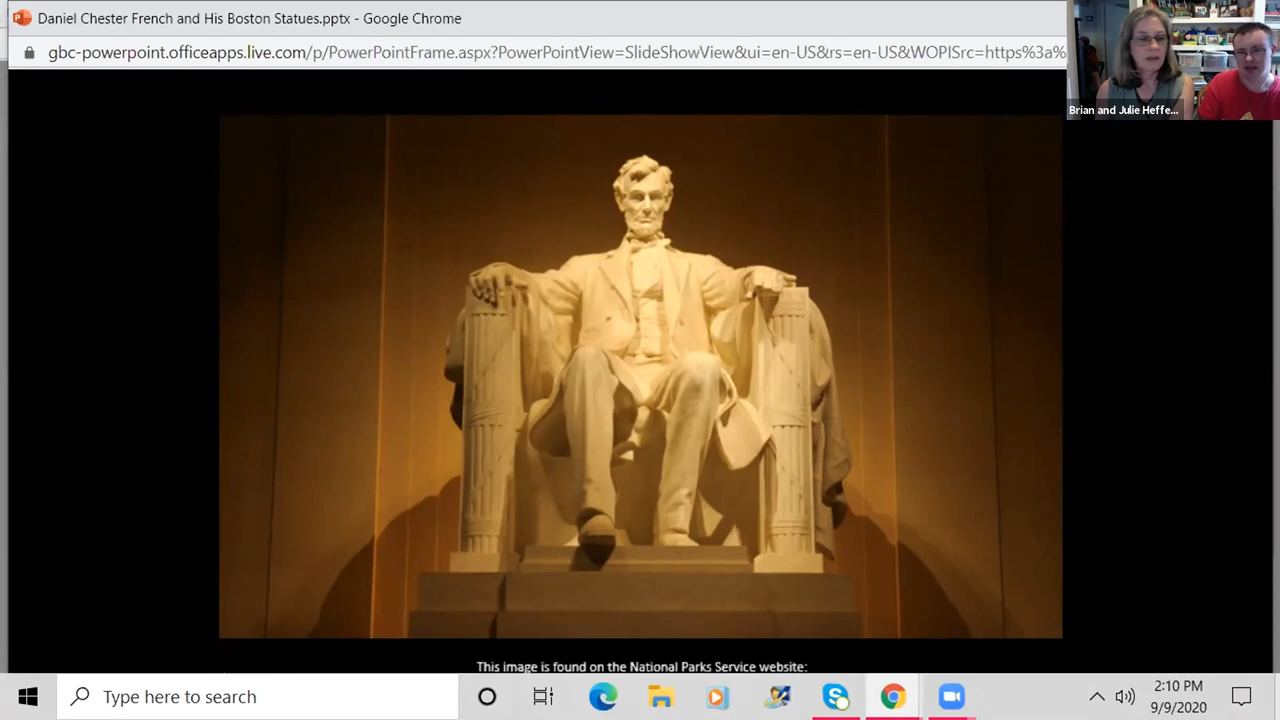 Daniel Chester French and His Boston Statues.pptx - Google Chrome
gbc-powerpoint.officeapps.live.com/p/PowerPointFrame.aspx?PowerPointView=SlideShowView&ui=en-US&rs=en-US&WOPISrc=https%3a%
Brian and Julie Heffe...
This image is found on the National Parks Service website:
Type here to search
2:10 PM
9/9/2020